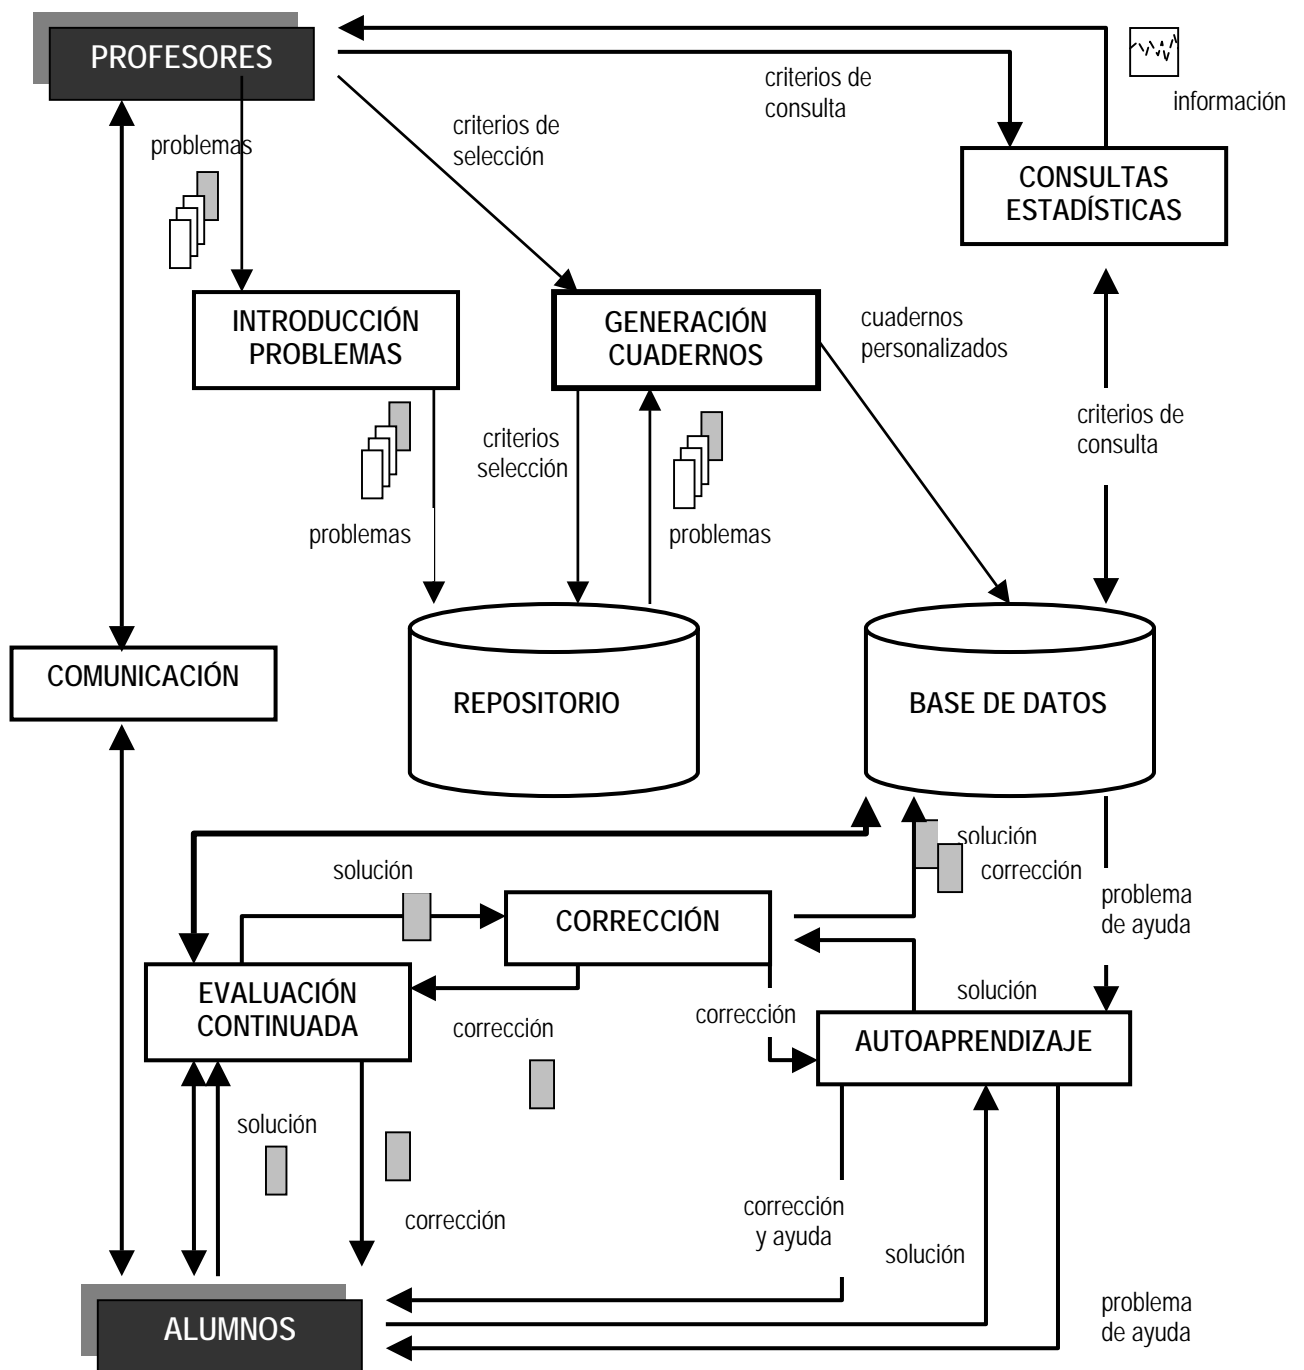 PROFESORES
criterios de
consulta
información
problemas
criterios de
selección
CONSULTAS
ESTADÍSTICAS
INTRODUCCIÓN
PROBLEMAS
GENERACIÓN
CUADERNOS
cuadernos
personalizados
criterios
selección
criterios de
consulta
problemas
problemas
COMUNICACIÓN
REPOSITORIO
BASE DE DATOS
solución
corrección
solución
problema
de ayuda
CORRECCIÓN
EVALUACIÓN
CONTINUADA
corrección
corrección
solución
AUTOAPRENDIZAJE
solución
corrección
corrección
y ayuda
solución
problema
de ayuda
ALUMNOS